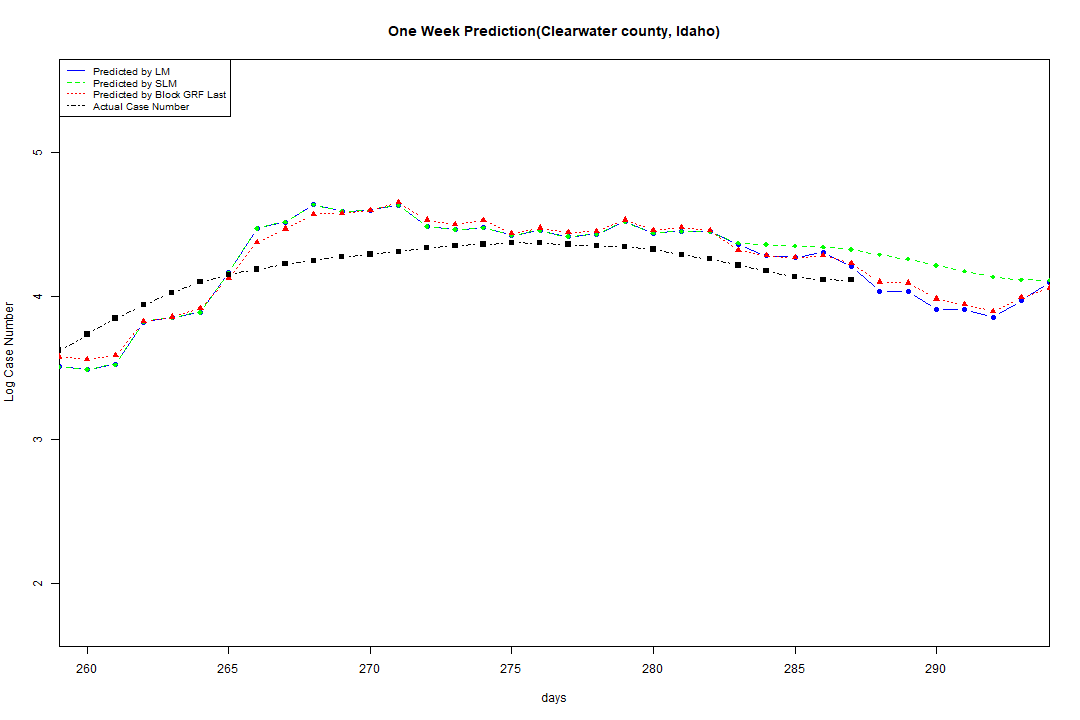 One Week Prediction(Clearwater county, Idaho)
Predicted by LM
Predicted by SLM
Predicted by Block GRF Last
Actual Case Number
5
4
3
2
Log Case Number
260 265 270 275 280 285 290
days